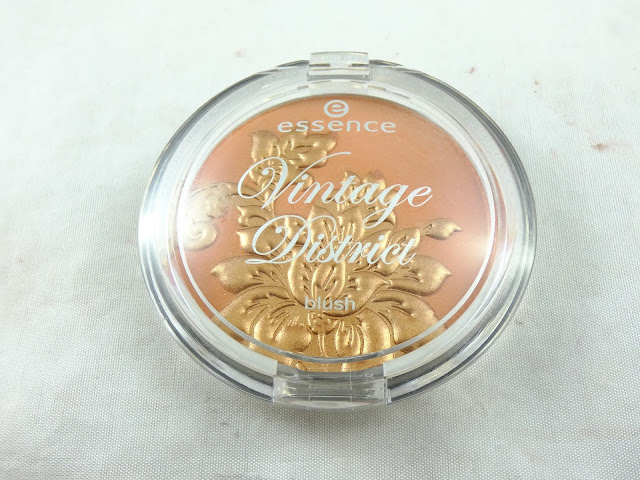 essence
Vintage
District
blush